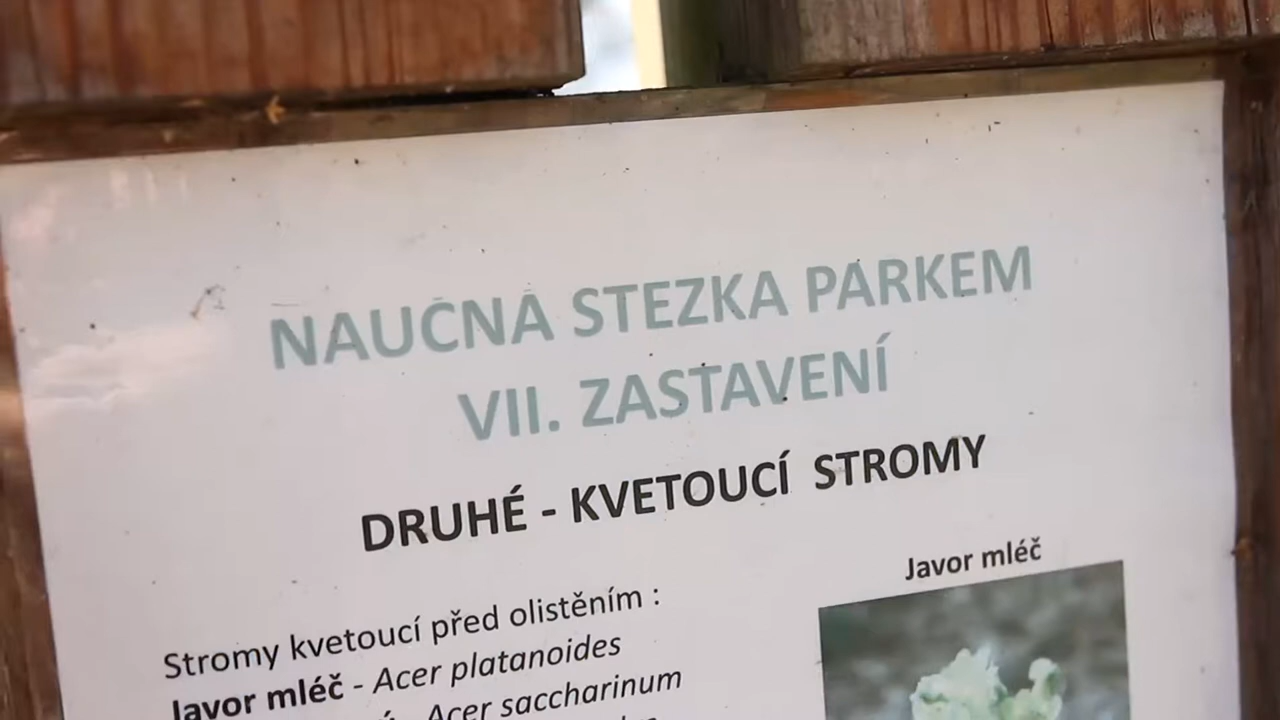 NAUČNÁ STEZKA PARKEM
VII. ZASTAVENÍ
DRUHÉ - KVETOUCÍ STROMY
Javor mléč
Stromy kvetoucí před olistěním :
Javor mléč - Acer platanoides
- Acer saccharinum